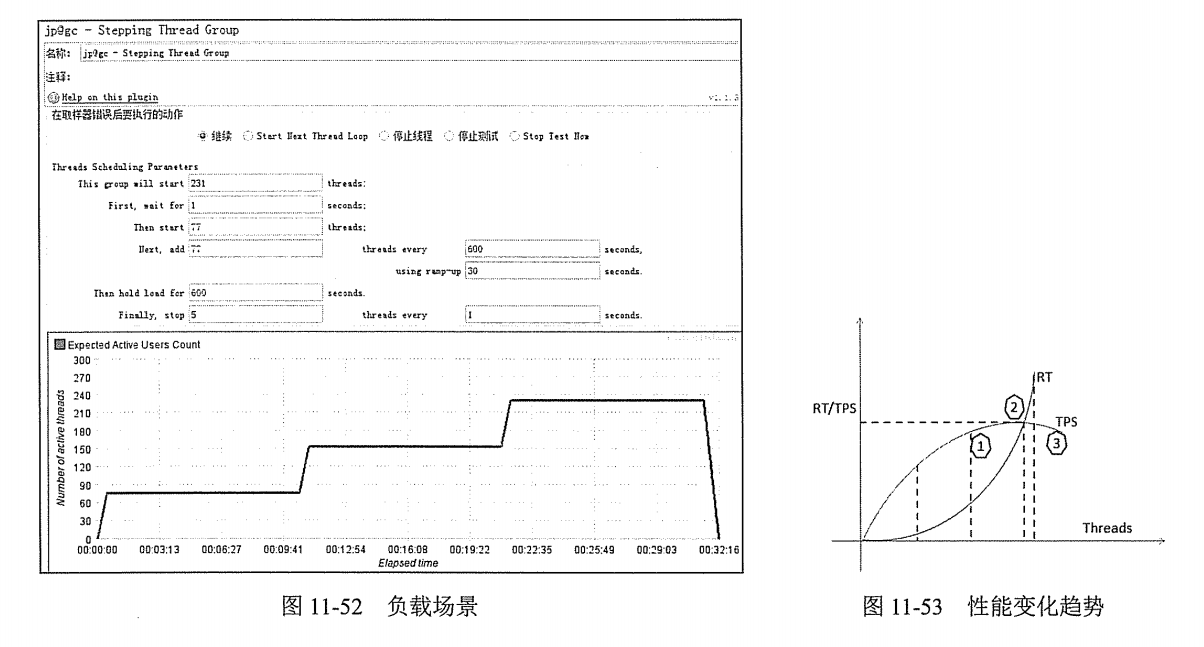 jp@gc - Stepping Thread Group
名称: jp@gc - Stepping Thread Group
注释:
Help on this plugin
在取样器错误后要执行的动作
继续 Start Next Thread Loop 停止线程 停止测试 Stop Test Now
Threads Scheduling Parameters
This group will start 231 threads:
First, wait for 1 seconds;
Then start 77 threads;
Next, add 77 threads every 600 seconds,
using ramp-up 30 seconds.
Then hold load for 600 seconds.
Finally, stop 5 threads every 1 seconds.
Expected Active Users Count
Number of active threads
300
270
240
210
180
150
120
90
60
30
0
00:00:00 00:03:13 00:06:27 00:09:41 00:12:54 00:16:08 00:19:22 00:22:35 00:25:49 00:29:03 00:32:16
Elapsed time
图 11-52 负载场景
RT/TPS
RT
TPS
1
2
3
Threads
图 11-53 性能变化趋势